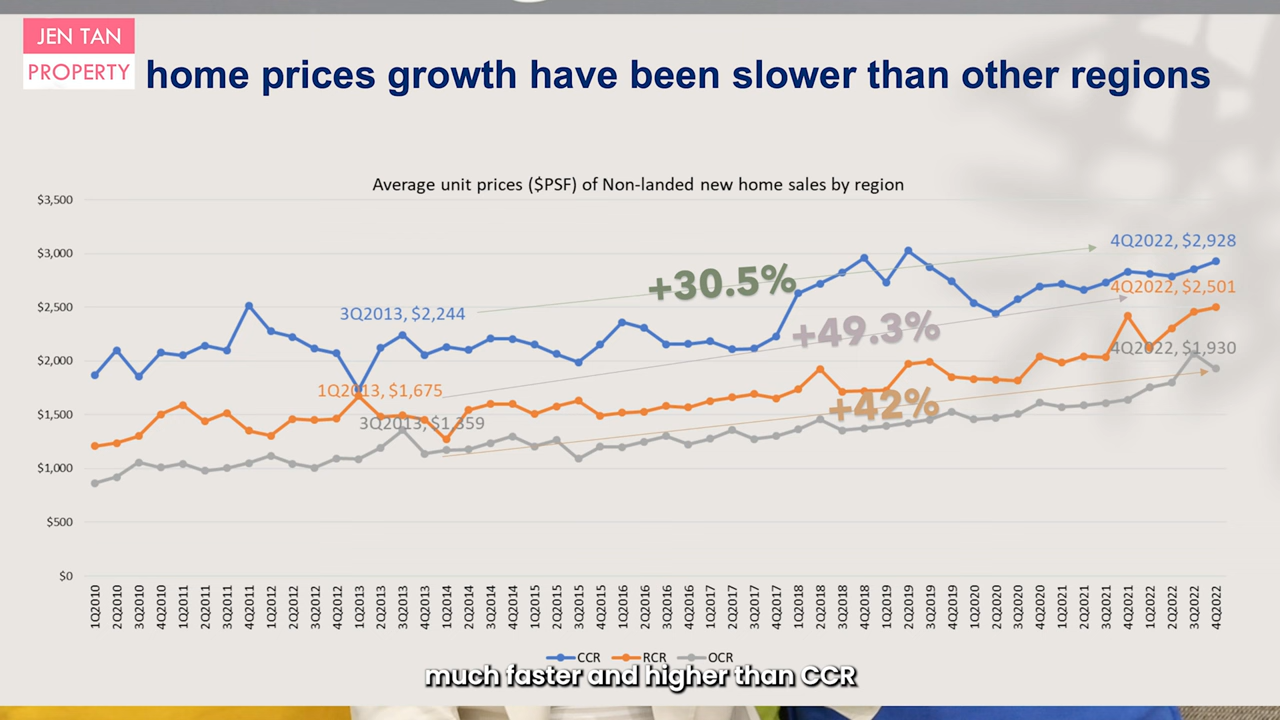 JEN TAN
PROPERTY
home prices growth have been slower than other regions
Average unit prices ($PSF) of Non-landed new home sales by region
$3,500
$3,000
$2,500
$2,000
$1,500
$1,000
$500
$0
4Q2022, $2,928
4Q2022, $2,501
4Q2022, $1,930
3Q2013, $2,244
1Q2013, $1,675
3Q2013, $1,359
+30.5%
+49.3%
+42%
1Q2010
2Q2010
3Q2010
4Q2010
1Q2011
2Q2011
3Q2011
4Q2011
1Q2012
2Q2012
3Q2012
4Q2012
1Q2013
2Q2013
3Q2013
4Q2013
1Q2014
2Q2014
3Q2014
4Q2014
1Q2015
2Q2015
3Q2015
4Q2015
1Q2016
2Q2016
3Q2016
4Q2016
1Q2017
2Q2017
3Q2017
4Q2017
1Q2018
2Q2018
3Q2018
4Q2018
1Q2019
2Q2019
3Q2019
4Q2019
1Q2020
2Q2020
3Q2020
4Q2020
1Q2021
2Q2021
3Q2021
4Q2021
1Q2022
2Q2022
3Q2022
4Q2022
CCR RCR OCR
much faster and higher than CCR